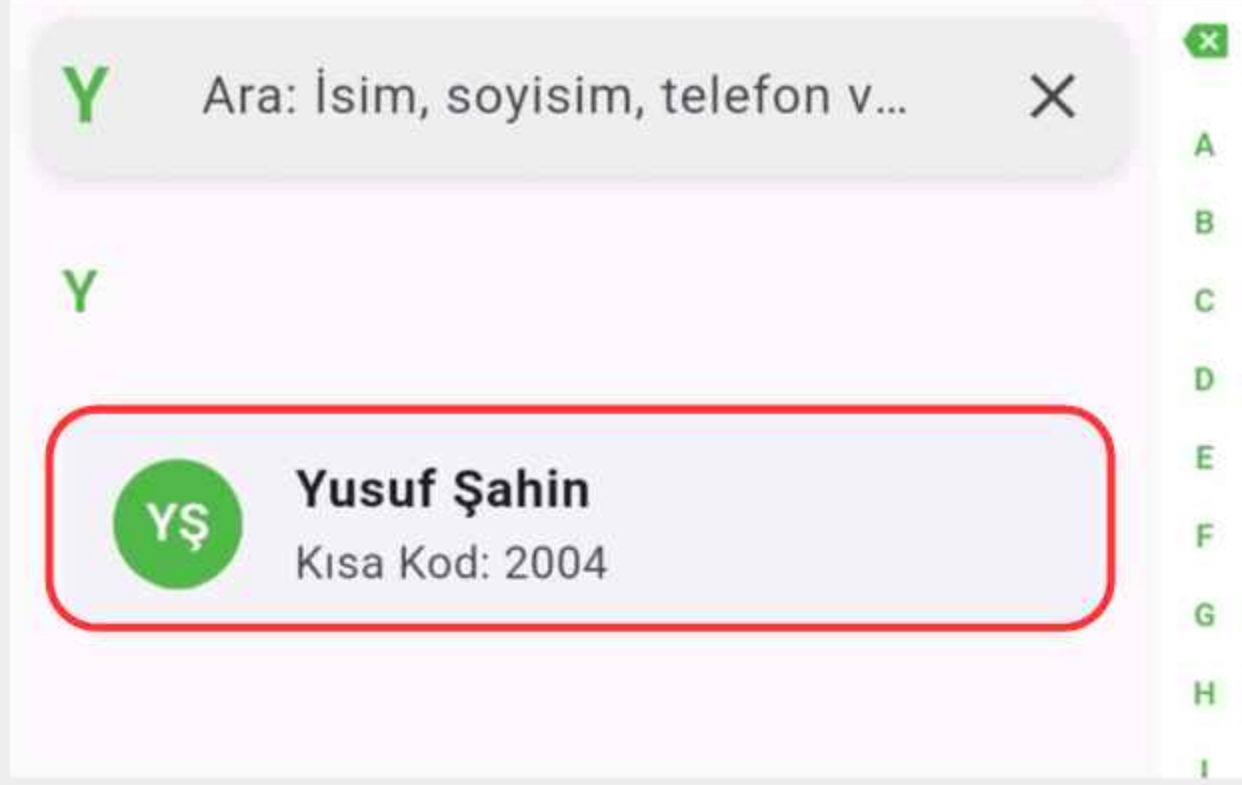 Y Ara: İsim, soyisim, telefon v...
Y
YŞ
Yusuf Şahin
Kısa Kod: 2004
A
B
C
D
E
F
G
H